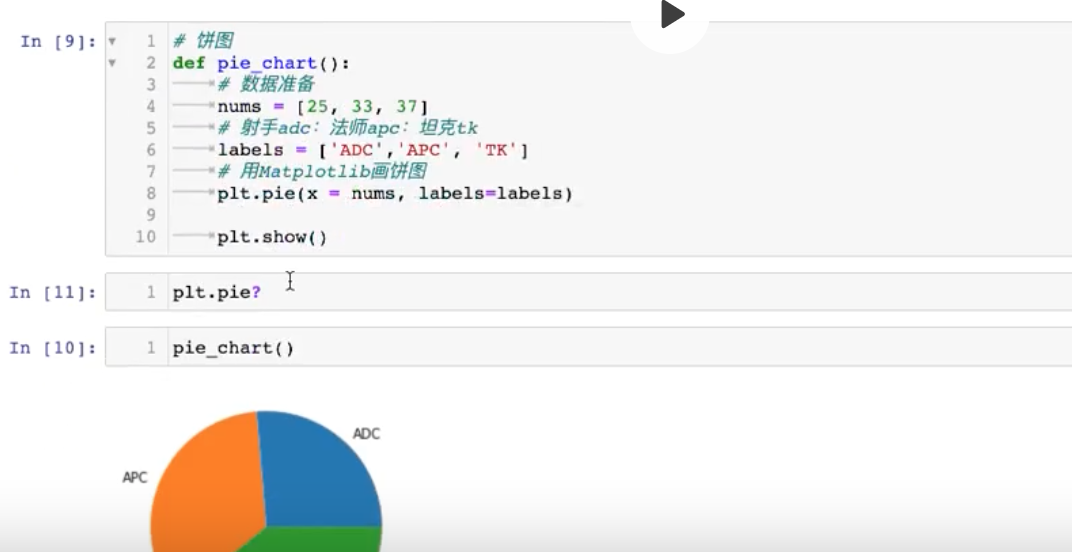 In [9]:
1 # 饼图
2 def pie_chart():
3 # 数据准备
4 nums = [25, 33, 37]
5 # 射手adc：法师apc：坦克tk
6 labels = ['ADC','APC', 'TK']
7 # 用Matplotlib画饼图
8 plt.pie(x = nums, labels=labels)
9
10 plt.show()
In [11]: 1 plt.pie?
In [10]: 1 pie_chart()
ADC
APC